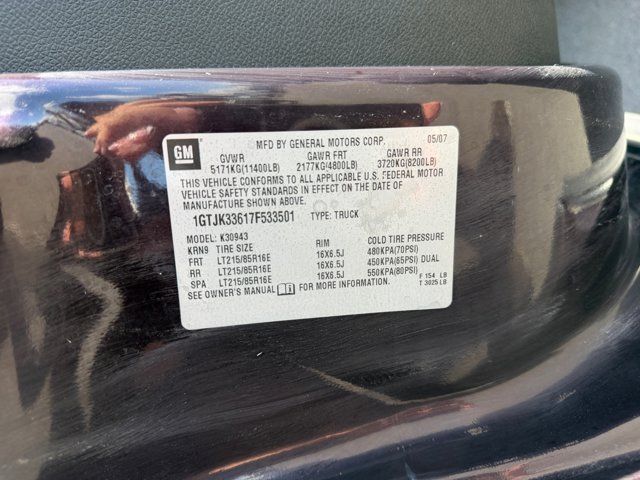 GM
MFD BY GENERAL MOTORS CORP. 05/07
GVWR GAWR FRT GAWR RR
5171KG(11400LB) 2177KG(4800LB) 3720KG(8200LB)
THIS VEHICLE CONFORMS TO ALL APPLICABLE U.S. FEDERAL MOTOR
VEHICLE SAFETY STANDARDS IN EFFECT ON THE DATE OF
MANUFACTURE SHOWN ABOVE.
1GTJK33617F533501 TYPE: TRUCK
MODEL: K30943
KRN9 TIRE SIZE RIM COLD TIRE PRESSURE
FRT LT215/85R16E 16X6.5J 480KPA(70PSI)
RR LT215/85R16E 16X6.5J 450KPA(65PSI) DUAL
SPA LT215/85R16E 16X6.5J 550KPA(80PSI)
SEE OWNER'S MANUAL FOR MORE INFORMATION.
F 154 LB
T 3025 LB